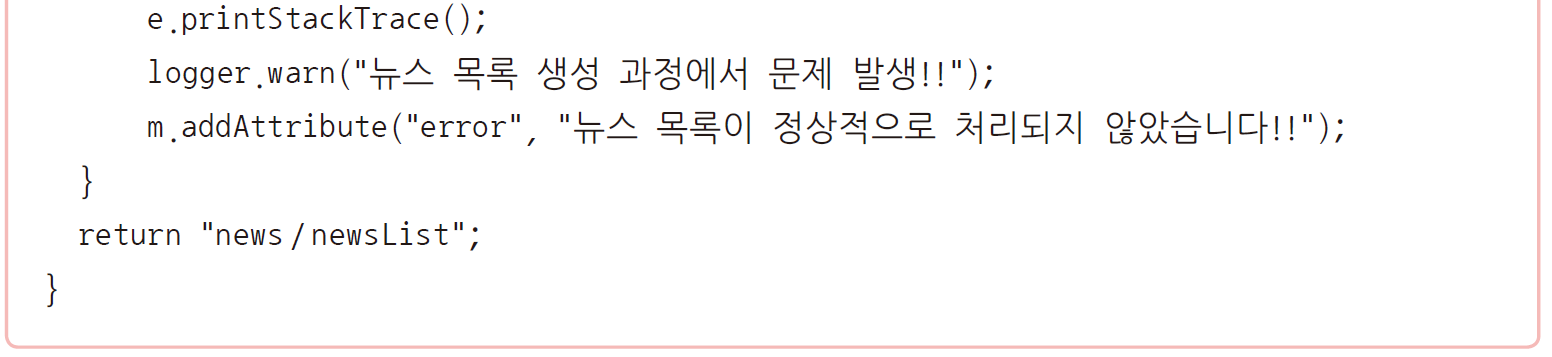 e.printStackTrace();
logger.warn("뉴스 목록 생성 과정에서 문제 발생!!");
m.addAttribute("error", "뉴스 목록이 정상적으로 처리되지 않았습니다!!");
}
return "news/newsList";
}